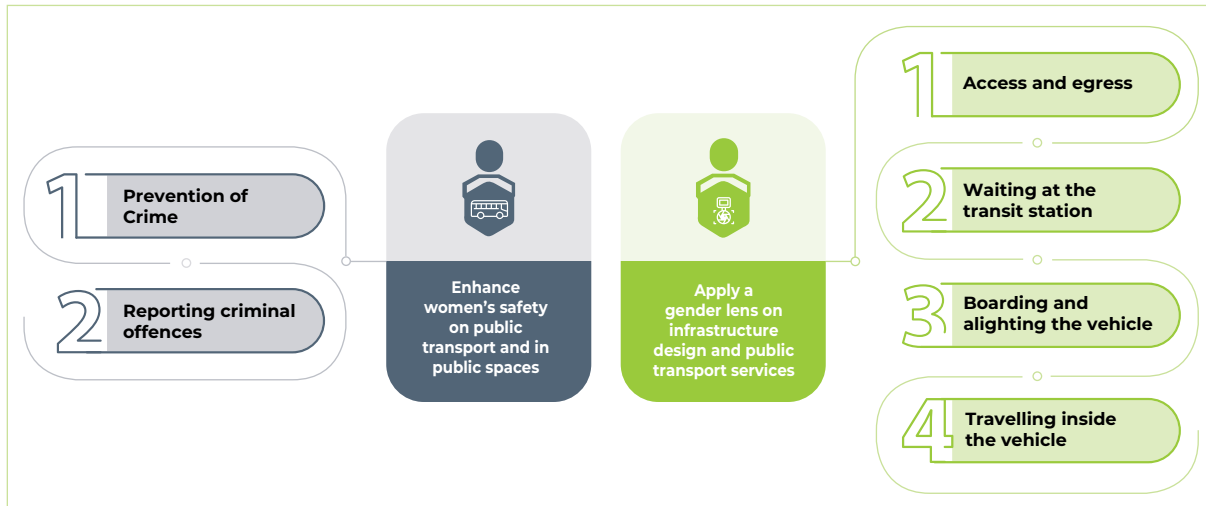 1
Prevention of
Crime
2
Reporting criminal
offences
Enhance
women's safety
on public
transport and in
public spaces
Apply a
gender lens on
infrastructure
design and public
transport services
1
Access and egress
2
Waiting at the
transit station
3
Boarding and
alighting the vehicle
4
Travelling inside
the vehicle